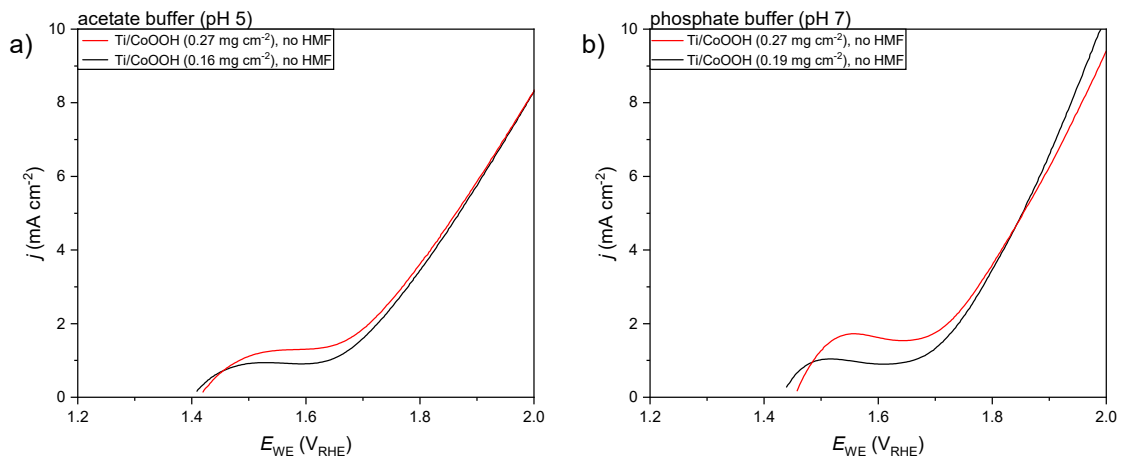 a)
acetate buffer (pH 5)
Ti/CoOOH (0.27 mg cm⁻²), no HMF
Ti/CoOOH (0.16 mg cm⁻²), no HMF
10
8
6
4
2
0
j (mA cm⁻²)
1.2 1.4 1.6 1.8 2.0
E_WE (V_RHE)
b)
phosphate buffer (pH 7)
Ti/CoOOH (0.27 mg cm⁻²), no HMF
Ti/CoOOH (0.19 mg cm⁻²), no HMF
10
8
6
4
2
0
j (mA cm⁻²)
1.2 1.4 1.6 1.8 2.0
E_WE (V_RHE)